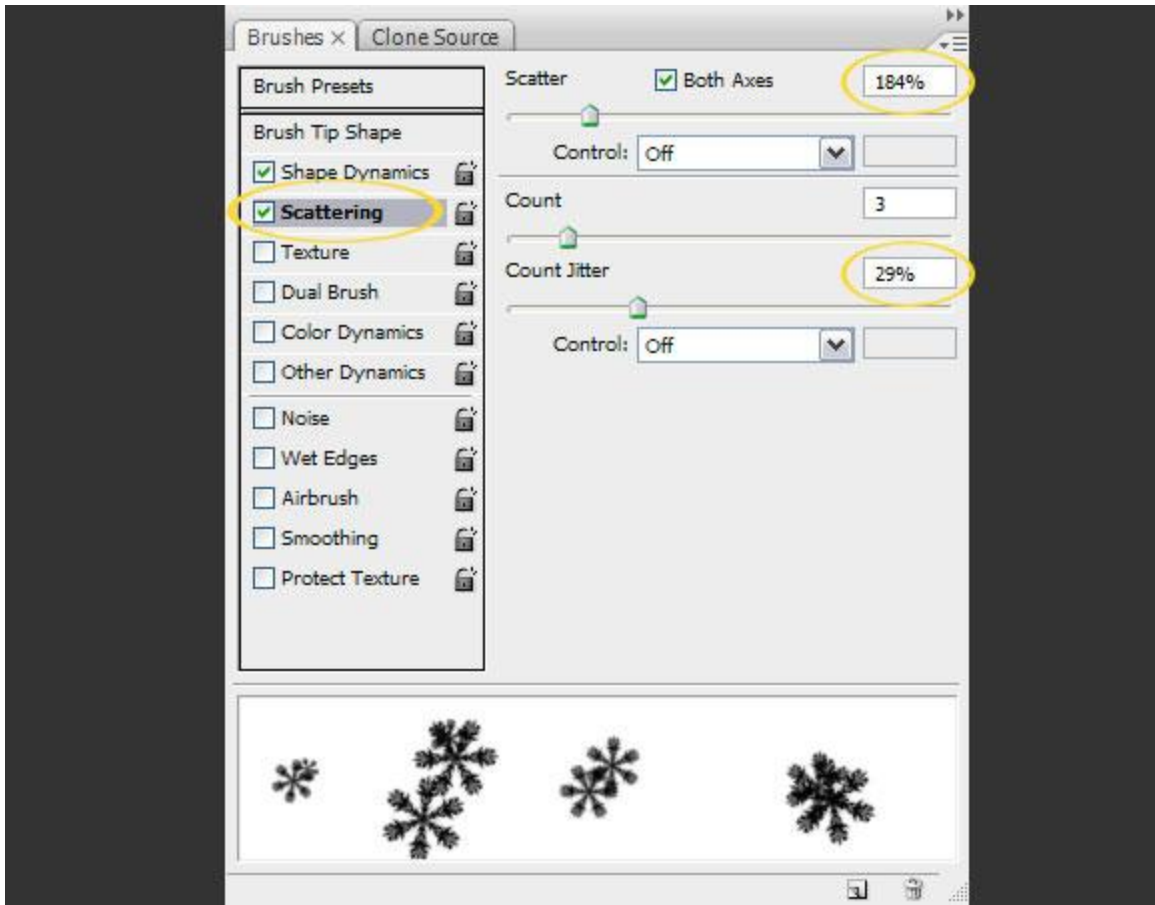 Brushes × Clone Source
Brush Presets
Brush Tip Shape
Shape Dynamics
Scattering
Texture
Dual Brush
Color Dynamics
Other Dynamics
Noise
Wet Edges
Airbrush
Smoothing
Protect Texture
Scatter Both Axes 184%
Control: Off
Count 3
Count Jitter 29%
Control: Off